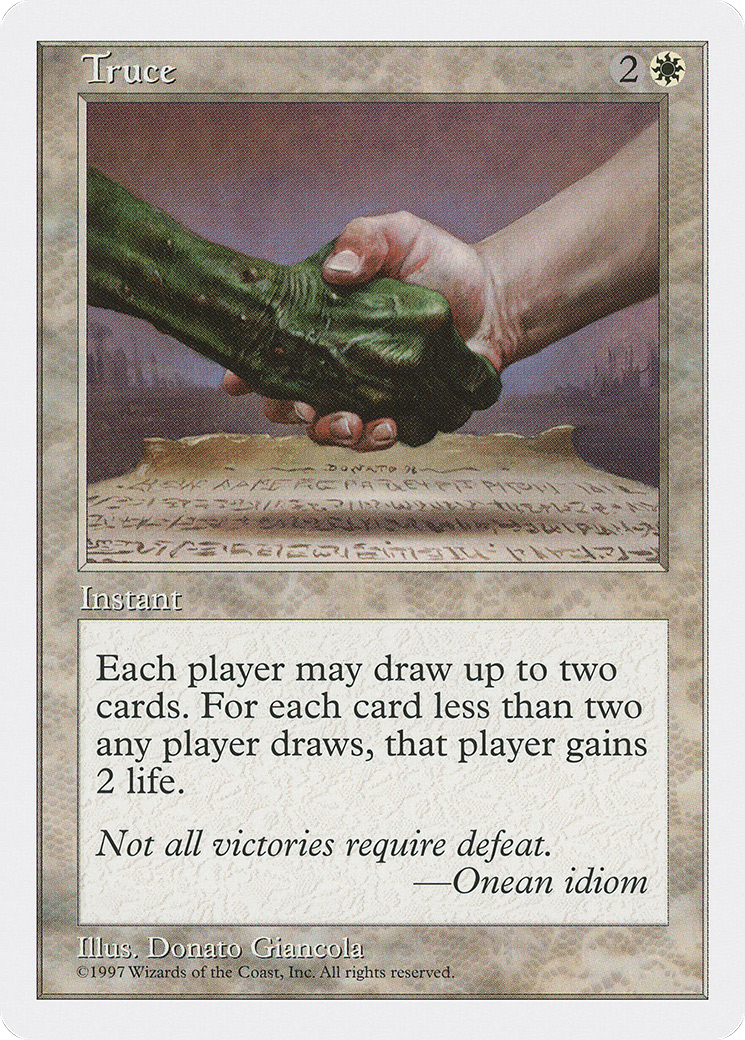 Truce 2
DONATO 96
Instant
Each player may draw up to two
cards. For each card less than two
any player draws, that player gains
2 life.
Not all victories require defeat.
—Onean idiom
Illus. Donato Giancola
©1997 Wizards of the Coast, Inc. All rights reserved.